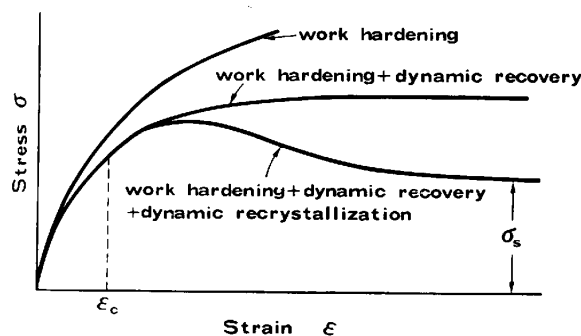 work hardening
work hardening+dynamic recovery
Stress σ
work hardening+dynamic recovery
+dynamic recrystallization
σs
εc
Strain ε